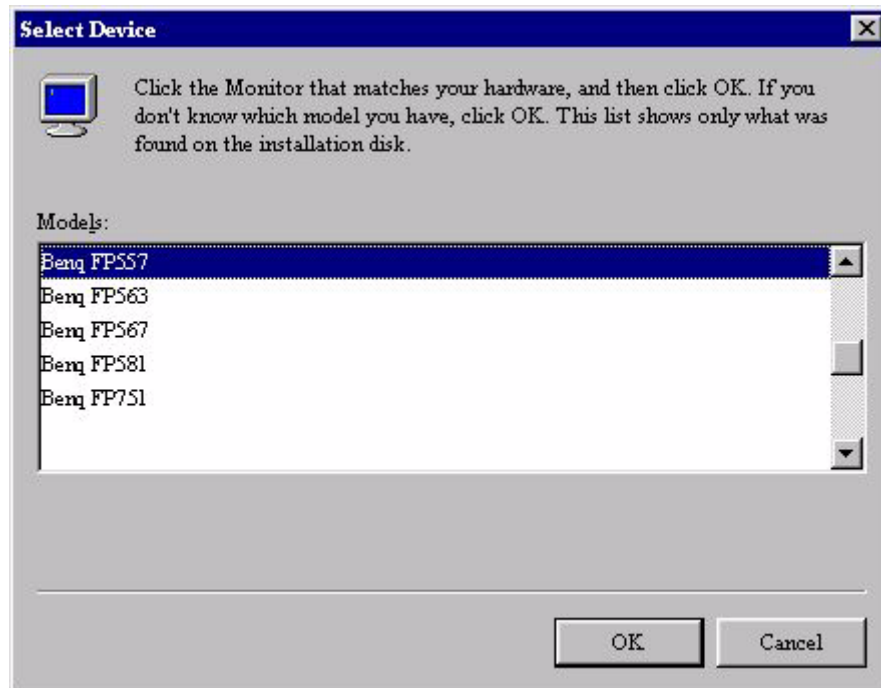 Select Device
Click the Monitor that matches your hardware, and then click OK. If you
don't know which model you have, click OK. This list shows only what was
found on the installation disk.
Models:
Benq FP557
Benq FP563
Benq FP567
Benq FP581
Benq FP751
OK
Cancel